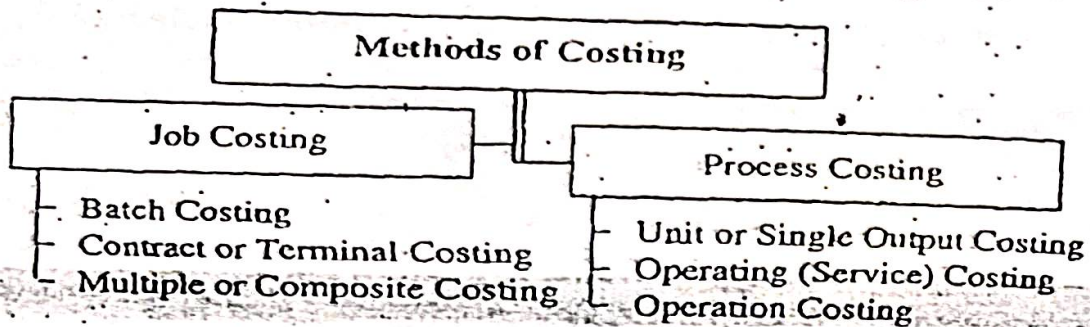 Methods of Costing
Job Costing
Batch Costing
Contract or Terminal Costing
Multiple or Composite Costing
Process Costing
Unit or Single Output Costing
Operating (Service) Costing
Operation Costing